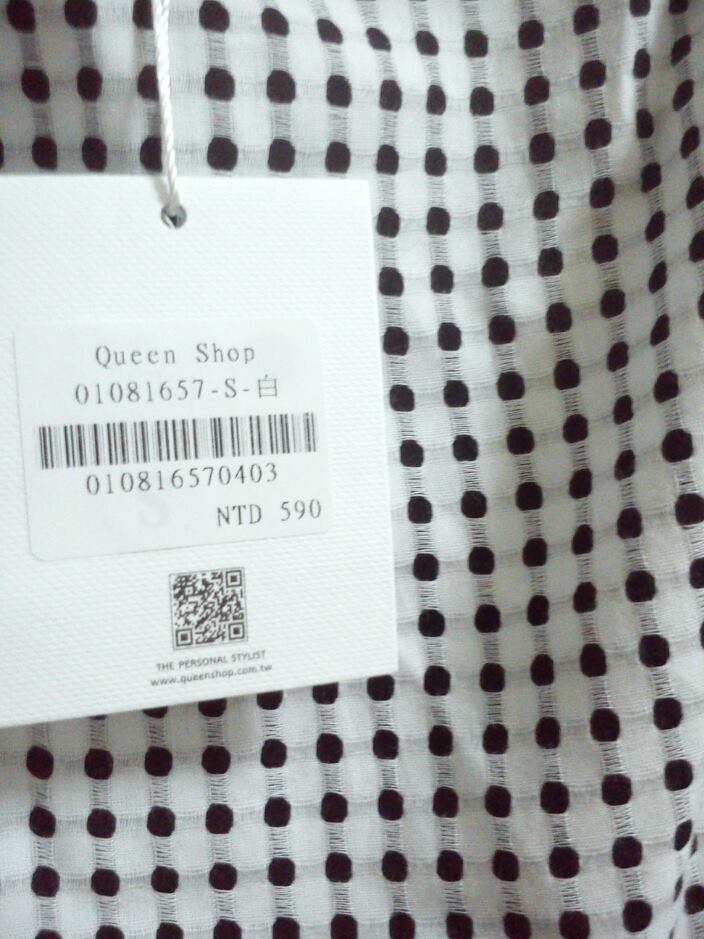 Queen Shop
01081657-S-白
010816570403
NTD 590
THE PERSONAL STYLIST
www.queenshop.com.tw